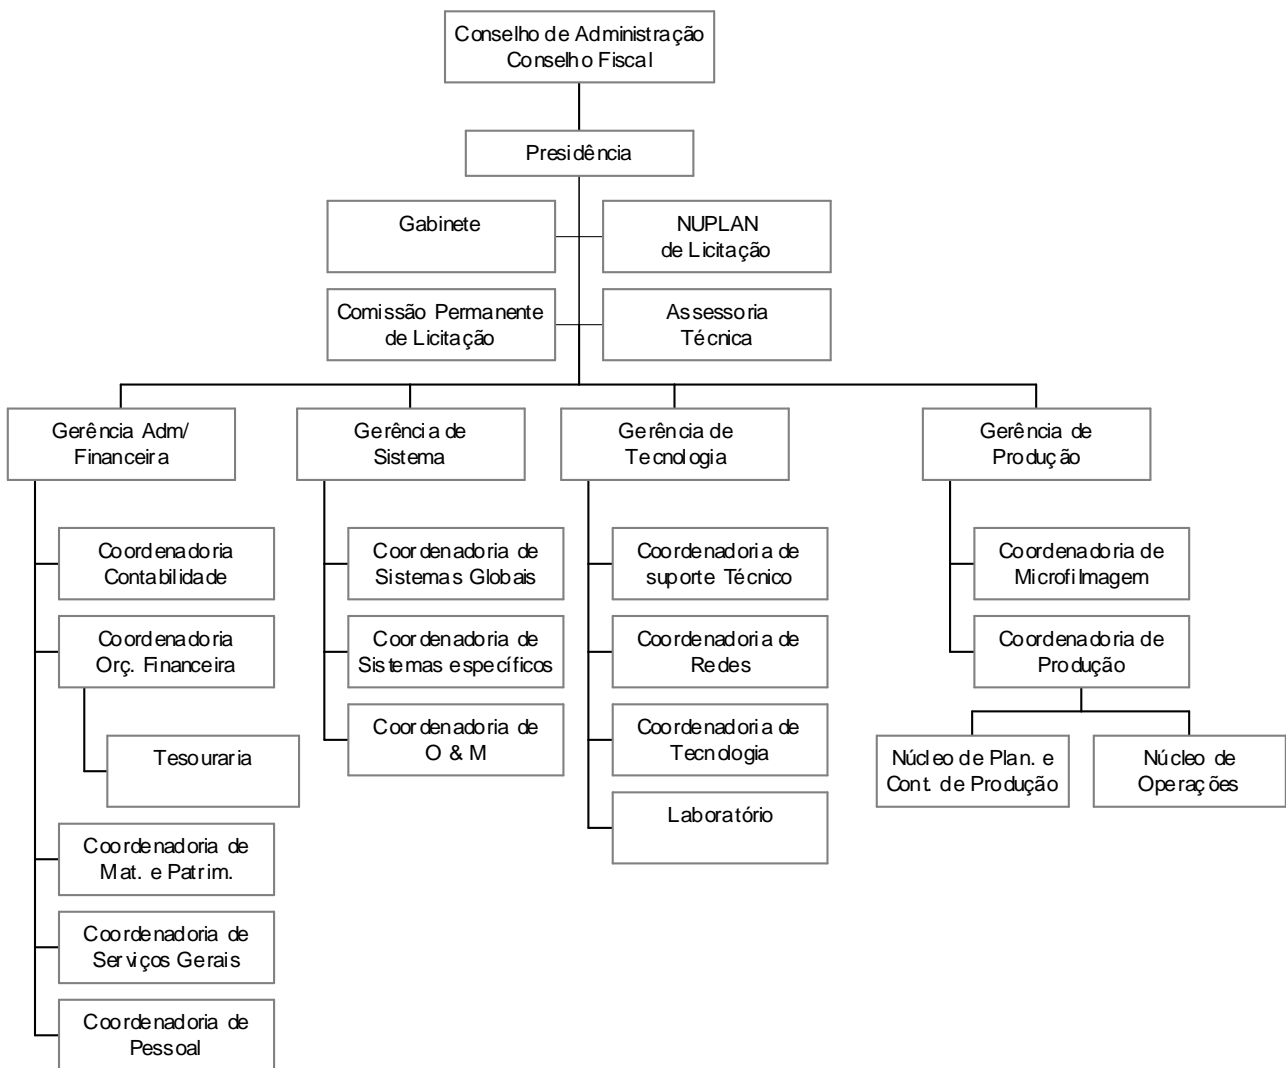 Conselho de Administração
Conselho Fiscal
Presidência
Gabinete
NUPLAN
de Licitação
Comissão Permanente
de Licitação
Assessoria
Técnica
Gerência Adm/
Financeira
Gerência de
Sistema
Gerência de
Tecnologia
Gerência de
Produção
Coordenadoria
Contabilidade
Coordenadoria
Orç. Financeira
Tesouraria
Coordenadoria de
Mat. e Patrim.
Coordenadoria de
Serviços Gerais
Coordenadoria de
Pessoal
Coordenadoria de
Sistemas Globais
Coordenadoria de
Sistemas específicos
Coordenadoria de
O & M
Coordenadoria de
suporte Técnico
Coordenadoria de
Redes
Coordenadoria de
Tecnologia
Laboratório
Coordenadoria de
Microfilmagem
Coordenadoria de
Produção
Núcleo de Plan. e
Cont. de Produção
Núcleo de
Operações